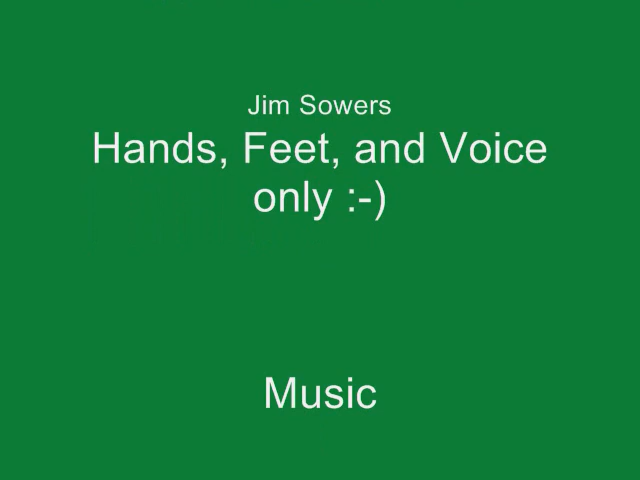 Jim Sowers
Hands, Feet, and Voice
only :-)
Music